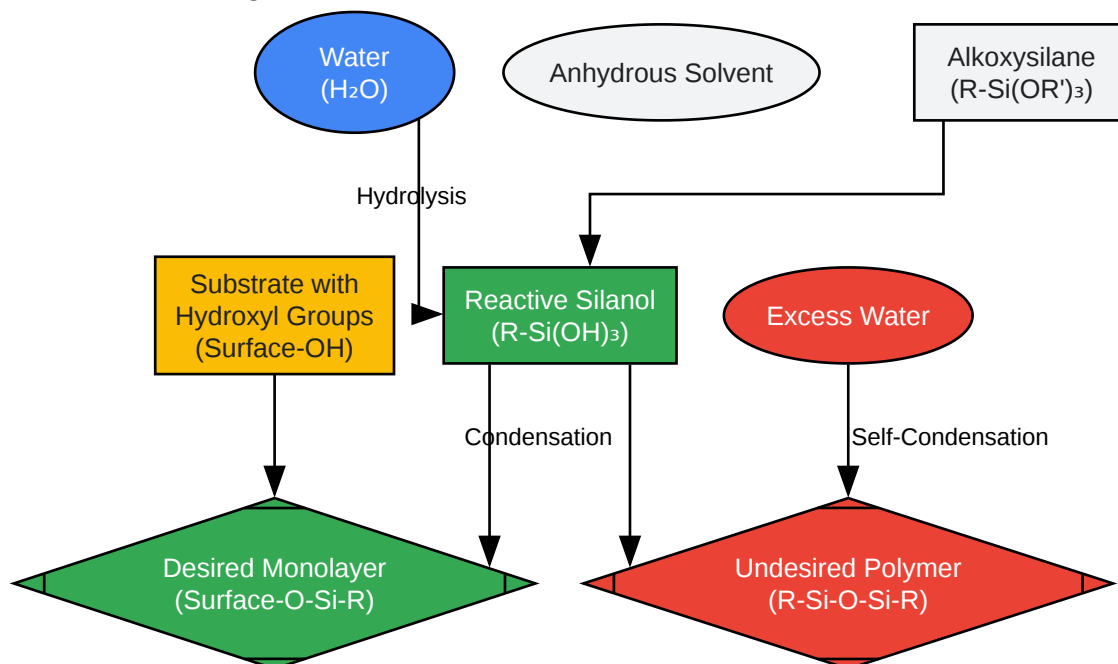 Water
(H₂O)
Anhydrous Solvent
Alkoxysilane
(R-Si(OR')₃)
Hydrolysis
Substrate with
Hydroxyl Groups
(Surface-OH)
Reactive Silanol
(R-Si(OH)₃)
Excess Water
Condensation
Self-Condensation
Desired Monolayer
(Surface-O-Si-R)
Undesired Polymer
(R-Si-O-Si-R)